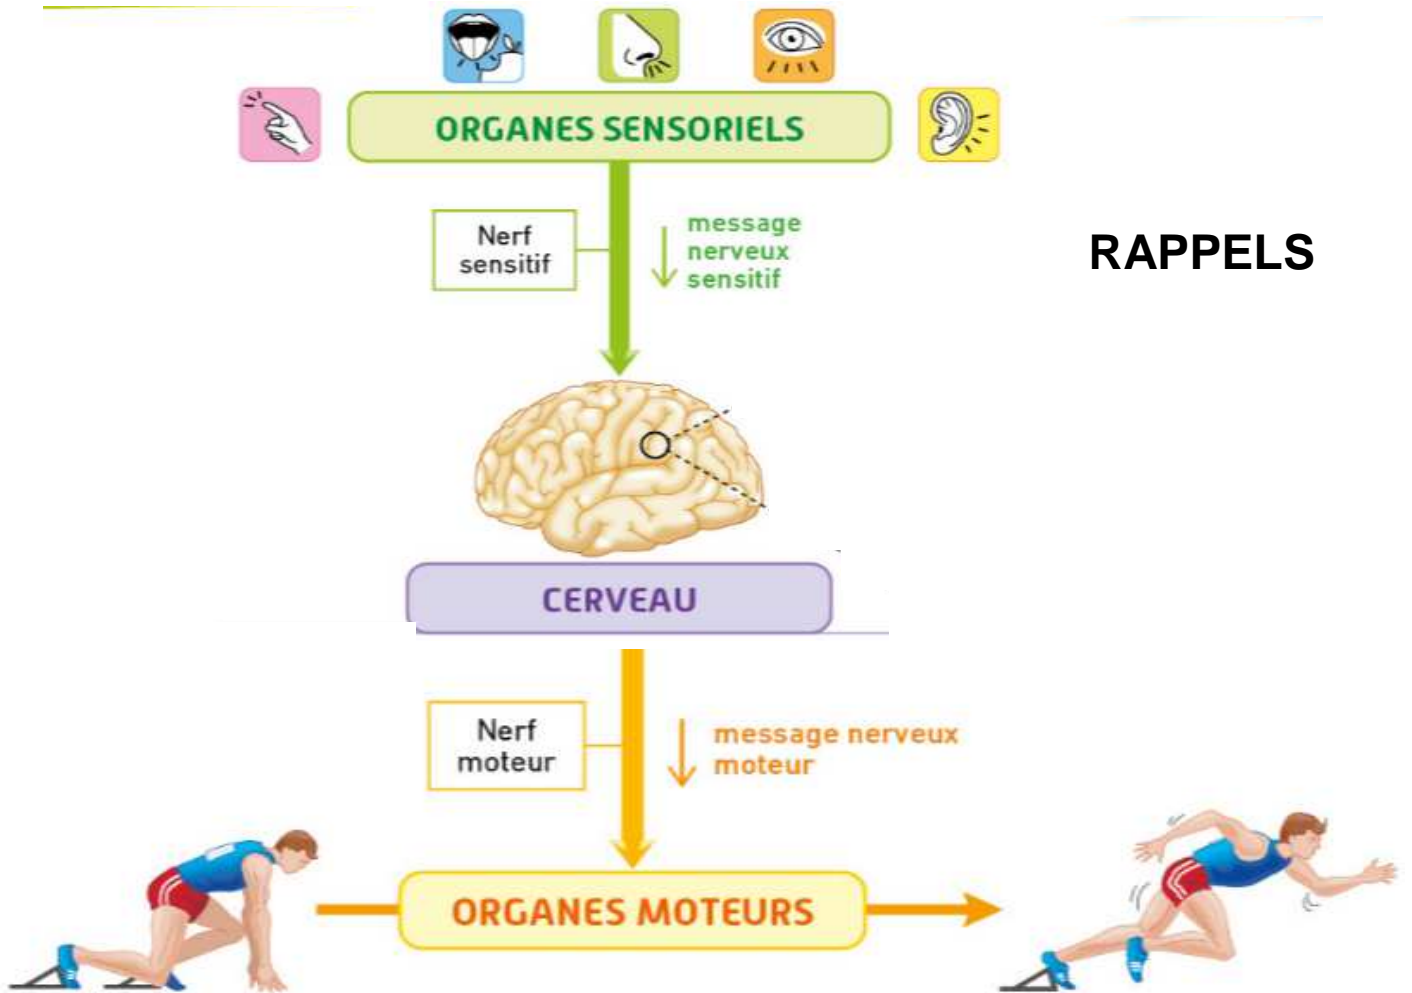 ORGANES SENSORIELS
Nerf
sensitif
message
nerveux
sensitif
RAPPELS
CERVEAU
Nerf
moteur
message nerveux
moteur
ORGANES MOTEURS